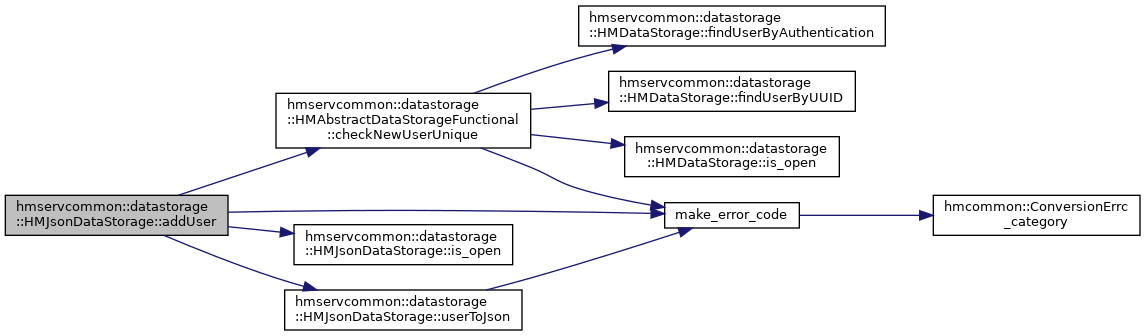 hmservcommon::datastorage
::HMDataStorage::findUserByAuthentication
hmservcommon::datastorage
::HMDataStorage::findUserByUUID
hmservcommon::datastorage
::HMAbstractDataStorageFunctional
::checkNewUserUnique
hmservcommon::datastorage
::HMDataStorage::is_open
hmservcommon::datastorage
::HMJsonDataStorage::addUser
make_error_code
hmcommon::ConversionErrc
_category
hmservcommon::datastorage
::HMJsonDataStorage::is_open
hmservcommon::datastorage
::HMJsonDataStorage::userToJson